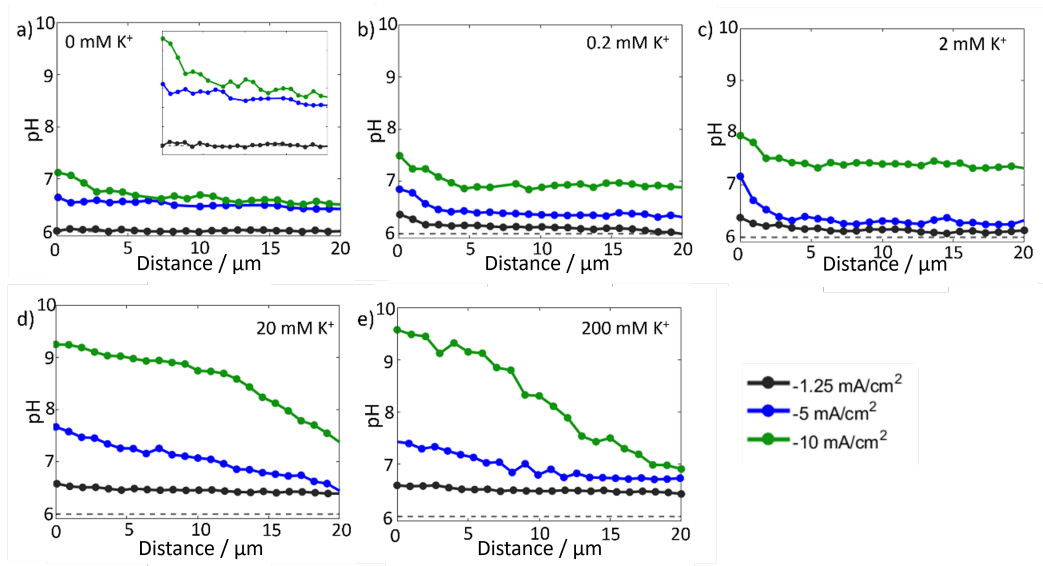 a)
0 mM K⁺
10
9
8
7
6
pH
0
5
10
15
20
Distance / μm
b)
0.2 mM K⁺
10
9
8
7
6
pH
0
5
10
15
20
Distance / μm
c)
2 mM K⁺
10
9
8
7
6
pH
0
5
10
15
20
Distance / μm
d)
20 mM K⁺
10
9
8
7
6
pH
0
5
10
15
20
Distance / μm
e)
200 mM K⁺
10
9
8
7
6
pH
0
5
10
15
20
Distance / μm
-1.25 mA/cm²
-5 mA/cm²
-10 mA/cm²